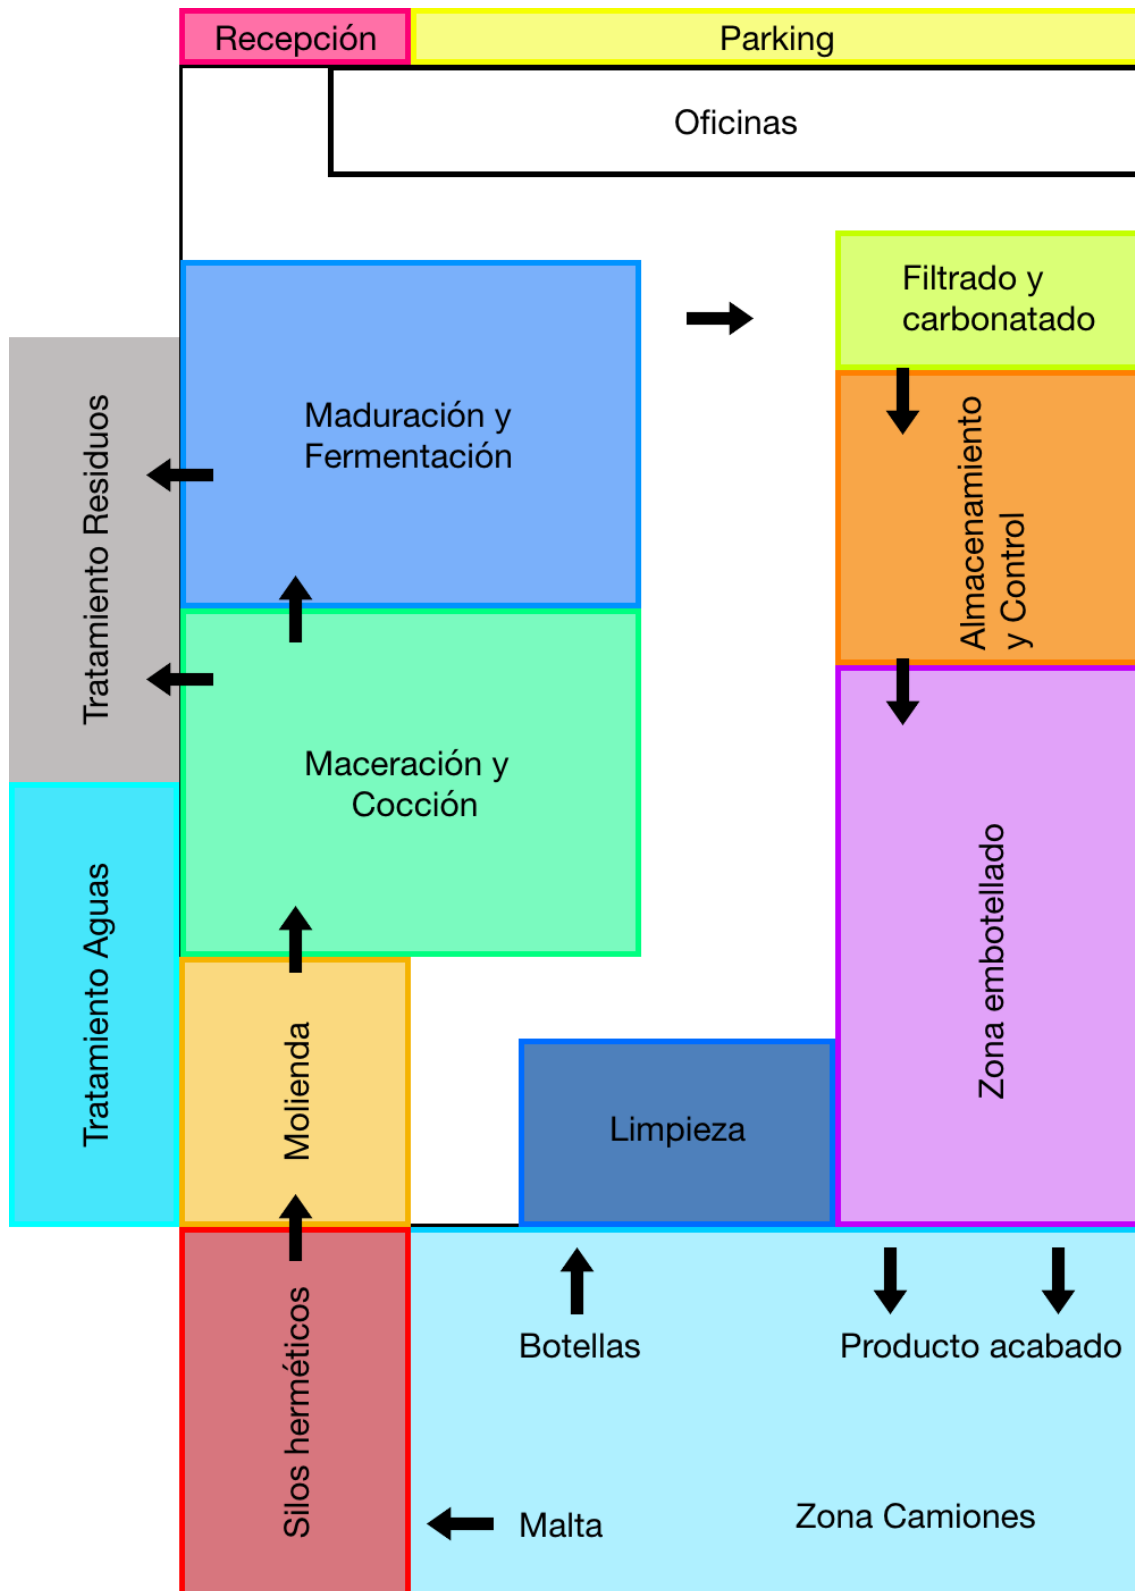 Recepción
Parking
Oficinas
Filtrado y
carbonatado
Maduración y
Fermentación
Tratamiento Residuos
Almacenamiento
y Control
Maceración y
Cocción
Tratamiento Aguas
Zona embotellado
Molienda
Limpieza
Silos herméticos
Botellas
Producto acabado
Malta
Zona Camiones